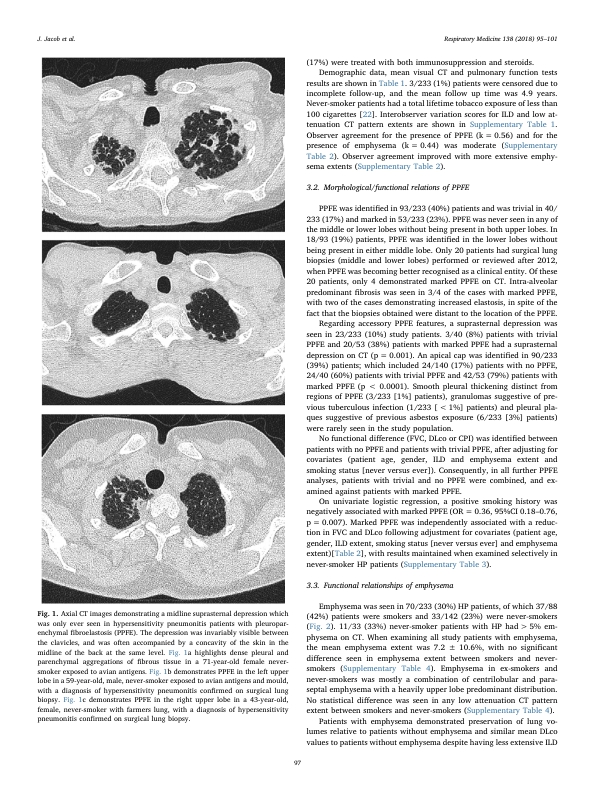 J. Jacob et al.
Respiratory Medicine 138 (2018) 95–101
Fig. 1. Axial CT images demonstrating a midline suprasternal depression which
was only ever seen in hypersensitivity pneumonitis patients with pleuropar-
enchymal fibroelastosis (PPFE). The depression was invariably visible between
the clavicles, and was often accompanied by a concavity of the skin in the
midline of the back at the same level. Fig. 1a highlights dense pleural and
parenchymal aggregations of fibrous tissue in a 71-year-old female never-
smoker exposed to avian antigens. Fig. 1b demonstrates PPFE in the left upper
lobe in a 59-year-old, male, never-smoker exposed to avian antigens and mould,
with a diagnosis of hypersensitivity pneumonitis confirmed on surgical lung
biopsy. Fig. 1c demonstrates PPFE in the right upper lobe in a 43-year-old,
female, never-smoker with farmers lung, with a diagnosis of hypersensitivity
pneumonitis confirmed on surgical lung biopsy.
(17%) were treated with both immunosuppression and steroids.
Demographic data, mean visual CT and pulmonary function tests
results are shown in Table 1. 3/233 (1%) patients were censored due to
incomplete follow-up, and the mean follow up time was 4.9 years.
Never-smoker patients had a total lifetime tobacco exposure of less than
100 cigarettes [22]. Interobserver variation scores for ILD and low at-
tenuation CT pattern extents are shown in Supplementary Table 1.
Observer agreement for the presence of PPFE (k = 0.56) and for the
presence of emphysema (k = 0.44) was moderate (Supplementary
Table 2). Observer agreement improved with more extensive emphy-
sema extents (Supplementary Table 2).
3.2. Morphological/functional relations of PPFE
PPFE was identified in 93/233 (40%) patients and was trivial in 40/
233 (17%) and marked in 53/233 (23%). PPFE was never seen in any of
the middle or lower lobes without being present in both upper lobes. In
18/93 (19%) patients, PPFE was identified in the lower lobes without
being present in either middle lobe. Only 20 patients had surgical lung
biopsies (middle and lower lobes) performed or reviewed after 2012,
when PPFE was becoming better recognised as a clinical entity. Of these
20 patients, only 4 demonstrated marked PPFE on CT. Intra-alveolar
predominant fibrosis was seen in 3/4 of the cases with marked PPFE,
with two of the cases demonstrating increased elastosis, in spite of the
fact that the biopsies obtained were distant to the location of the PPFE.
Regarding accessory PPFE features, a suprasternal depression was
seen in 23/233 (10%) study patients. 3/40 (8%) patients with trivial
PPFE and 20/53 (38%) patients with marked PPFE had a suprasternal
depression on CT (p = 0.001). An apical cap was identified in 90/233
(39%) patients; which included 24/140 (17%) patients with no PPFE,
24/40 (60%) patients with trivial PPFE and 42/53 (79%) patients with
marked PPFE (p < 0.0001). Smooth pleural thickening distinct from
regions of PPFE (3/233 [1%] patients), granulomas suggestive of pre-
vious tuberculous infection (1/233 [ < 1%] patients) and pleural pla-
ques suggestive of previous asbestos exposure (6/233 [3%] patients)
were rarely seen in the study population.
No functional difference (FVC, DLco or CPI) was identified between
patients with no PPFE and patients with trivial PPFE, after adjusting for
covariates (patient age, gender, ILD and emphysema extent and
smoking status [never versus ever]). Consequently, in all further PPFE
analyses, patients with trivial and no PPFE were combined, and ex-
amined against patients with marked PPFE.
On univariate logistic regression, a positive smoking history was
negatively associated with marked PPFE (OR = 0.36, 95%CI 0.18–0.76,
p = 0.007). Marked PPFE was independently associated with a reduc-
tion in FVC and DLco following adjustment for covariates (patient age,
gender, ILD extent, smoking status [never versus ever] and emphysema
extent)[Table 2], with results maintained when examined selectively in
never-smoker HP patients (Supplementary Table 3).
3.3. Functional relationships of emphysema
Emphysema was seen in 70/233 (30%) HP patients, of which 37/88
(42%) patients were smokers and 33/142 (23%) were never-smokers
(Fig. 2). 11/33 (33%) never-smoker patients with HP had > 5% em-
physema on CT. When examining all study patients with emphysema,
the mean emphysema extent was 7.2 ± 10.6%, with no significant
difference seen in emphysema extent between smokers and never-
smokers (Supplementary Table 4). Emphysema in ex-smokers and
never-smokers was mostly a combination of centrilobular and para-
septal emphysema with a heavily upper lobe predominant distribution.
No statistical difference was seen in any low attenuation CT pattern
extent between smokers and never-smokers (Supplementary Table 4).
Patients with emphysema demonstrated preservation of lung vo-
lumes relative to patients without emphysema and similar mean DLco
values to patients without emphysema despite having less extensive ILD
97